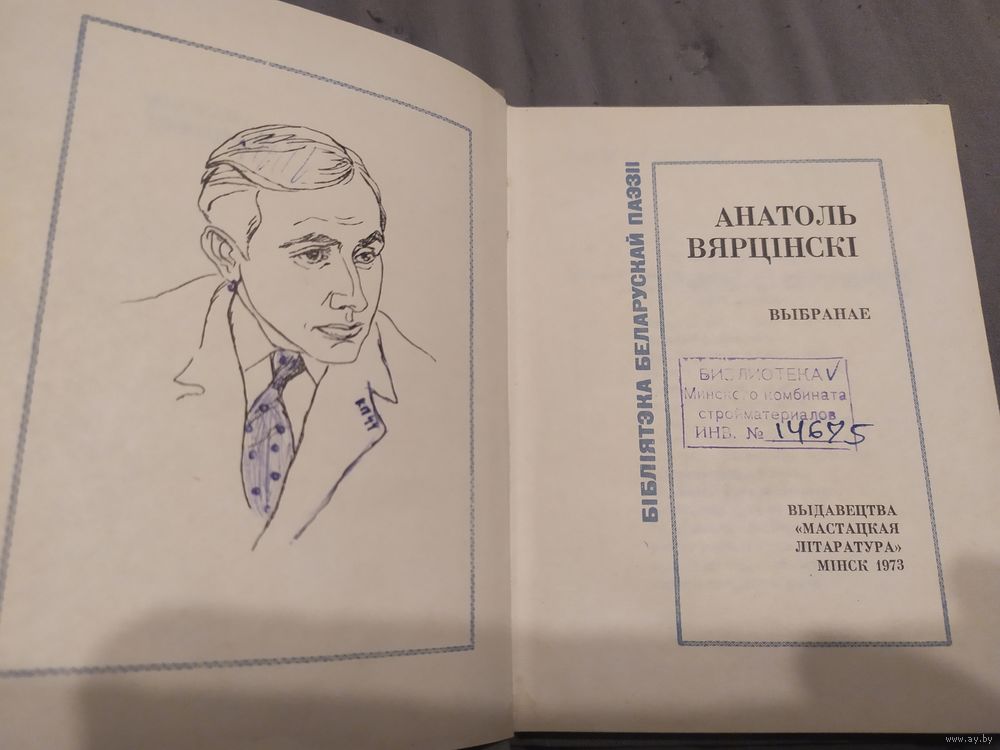 КПІЧ
БІБЛІЯТЭКА БЕЛАРУСКАЙ ПАЭЗІІ
АНАТОЛЬ
ВЯРЦІНСКІ
ВЫБРАНАЕ
БИБЛИОТЕКА
Минского комбината
стройматериалов
ИНВ. № 14675
ВЫДАВЕЦТВА
«МАСТАЦКАЯ
ЛІТАРАТУРА»
МІНСК 1973
www.ay.by